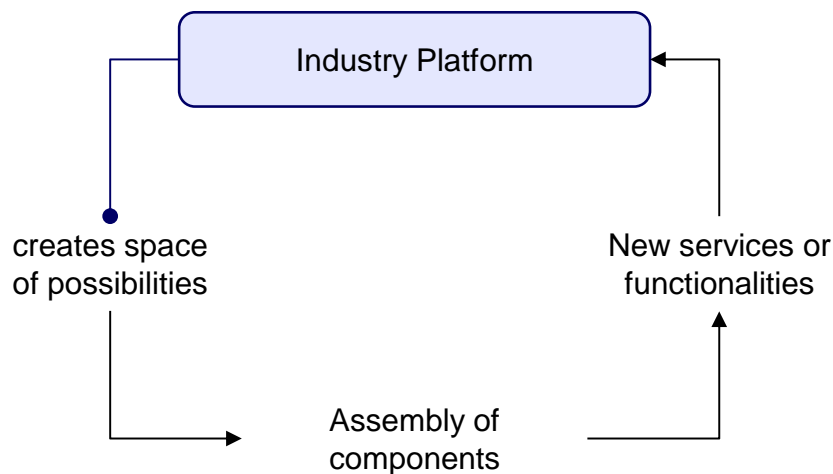 Industry Platform
creates space
of possibilities
New services or
functionalities
Assembly of
components